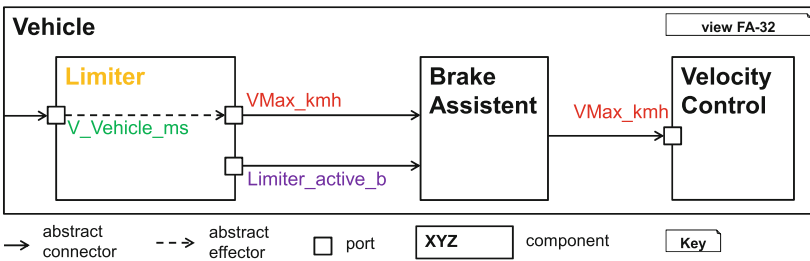 Vehicle
view FA-32
Limiter
Brake
Assistent
Velocity
Control
VMax_kmh
VMax_kmh
V_Vehicle_ms
Limiter_active_b
abstract
connector
abstract
effector
port
XYZ
component
Key